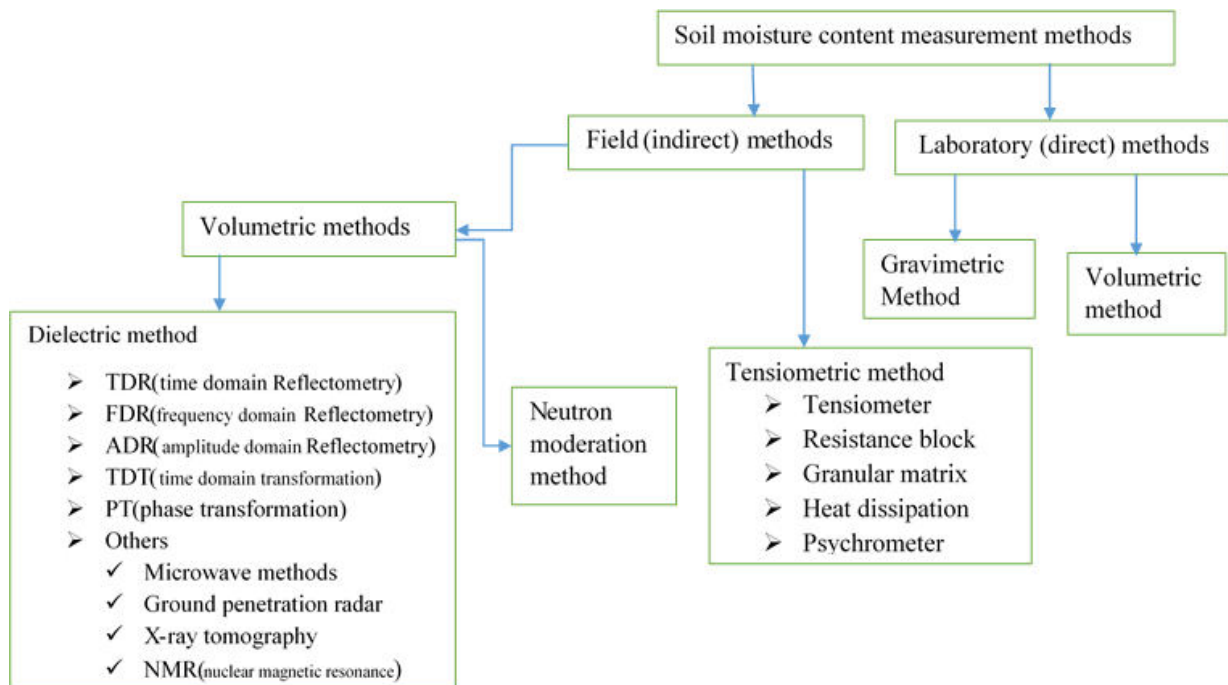 Soil moisture content measurement methods
Field (indirect) methods
Laboratory (direct) methods
Volumetric methods
Gravimetric
Method
Volumetric
method
Dielectric method
TDR(time domain Reflectometry)
FDR(frequency domain Reflectometry)
ADR(amplitude domain Reflectometry)
TDT(time domain transformation)
PT(phase transformation)
Others
Microwave methods
Ground penetration radar
X-ray tomography
NMR(nuclear magnetic resonance)
Neutron
moderation
method
Tensiometric method
Tensiometer
Resistance block
Granular matrix
Heat dissipation
Psychrometer